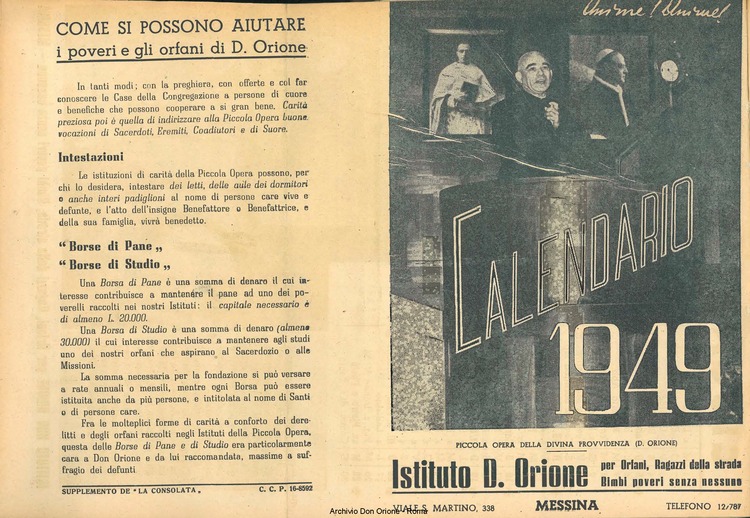 COME SI POSSONO AIUTARE
i poveri e gli orfani di D. Orione
In tanti modi; con la preghiera, con offerte e col far
conoscere le Case della Congregazione a persone di cuore
e benefiche che possono cooperare a sì gran bene. Carità
preziosa poi è quella di indirizzare alla Piccola Opera buone
vocazioni di Sacerdoti, Eremiti, Coadiutori e di Suore.
Intestazioni
Le istituzioni di carità della Piccola Opera possono, per
chi lo desidera, intestare dei letti, delle aule dei dormitori
o anche interi padiglioni al nome di persone care vive e
defunte, e l'atto dell'insigne Benefattore o Benefattrice, e
della sua famiglia, vivrà benedetto.
“ Borse di Pane „
“ Borse di Studio „
Una Borsa di Pane è una somma di denaro il cui in-
teresse contribuisce a mantenére il pane ad uno dei po-
verelli raccolti nei nostri Istituti: il capitale necessario è
di almeno L. 20.000.
Una Borsa di Studio è una somma di denaro (almeno
30.000) il cui interesse contribuisce a mantenere agli studi
uno dei nostri orfani che aspirano al Sacerdozio o alle
Missioni.
La somma necessaria per la fondazione si può versare
a rate annuali o mensili, mentre ogni Borsa può essere
istituita anche da più persone, e intitolata al nome di Santi
o di persone care.
Fra le molteplici forme di carità a conforto dei dere-
litti e degli orfani raccolti negli Istituti della Piccola Opera,
questa delle Borse di Pane e di Studio era particolarmente
cara a Don Orione e da lui raccomandata, massime a suf-
fragio dei defunti
SUPPLEMENTO DE "LA CONSOLATA" C. C. P. 16-8592
Anime! Anime!
CALENDARIO
1949
PICCOLA OPERA DELLA DIVINA PROVVIDENZA (D. ORIONE)
Istituto D. Orione per Orfani, Ragazzi della strada
Bimbi poveri senza nessuno
VIALE S. MARTINO, 338 MESSINA TELEFONO 12/787
Archivio Don Orione - Roma